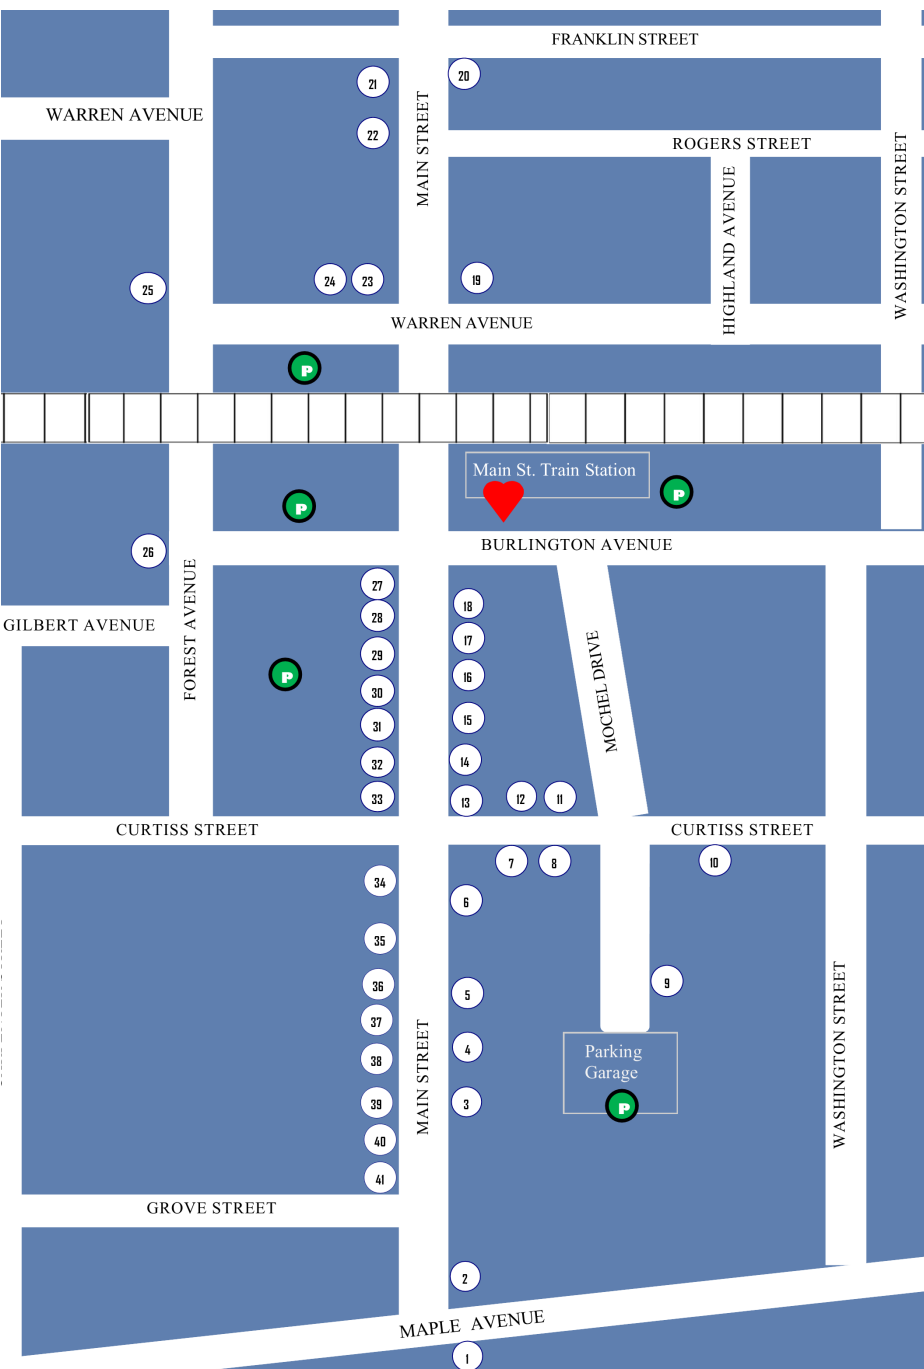 FRANKLIN STREET
20
21
WARREN AVENUE
22
MAIN STREET
ROGERS STREET
WASHINGTON STREET
HIGHLAND AVENUE
25
24
23
19
WARREN AVENUE
P
Main St. Train Station
P
P
BURLINGTON AVENUE
26
27
18
28
GILBERT AVENUE
FOREST AVENUE
17
29
P
16
30
MOCHEL DRIVE
15
31
14
32
33
13
12
11
CURTISS STREET
CURTISS STREET
7
8
10
34
6
35
9
36
5
37
4
38
Parking
Garage
P
MAIN STREET
WASHINGTON STREET
39
3
40
41
GROVE STREET
2
MAPLE AVENUE
1